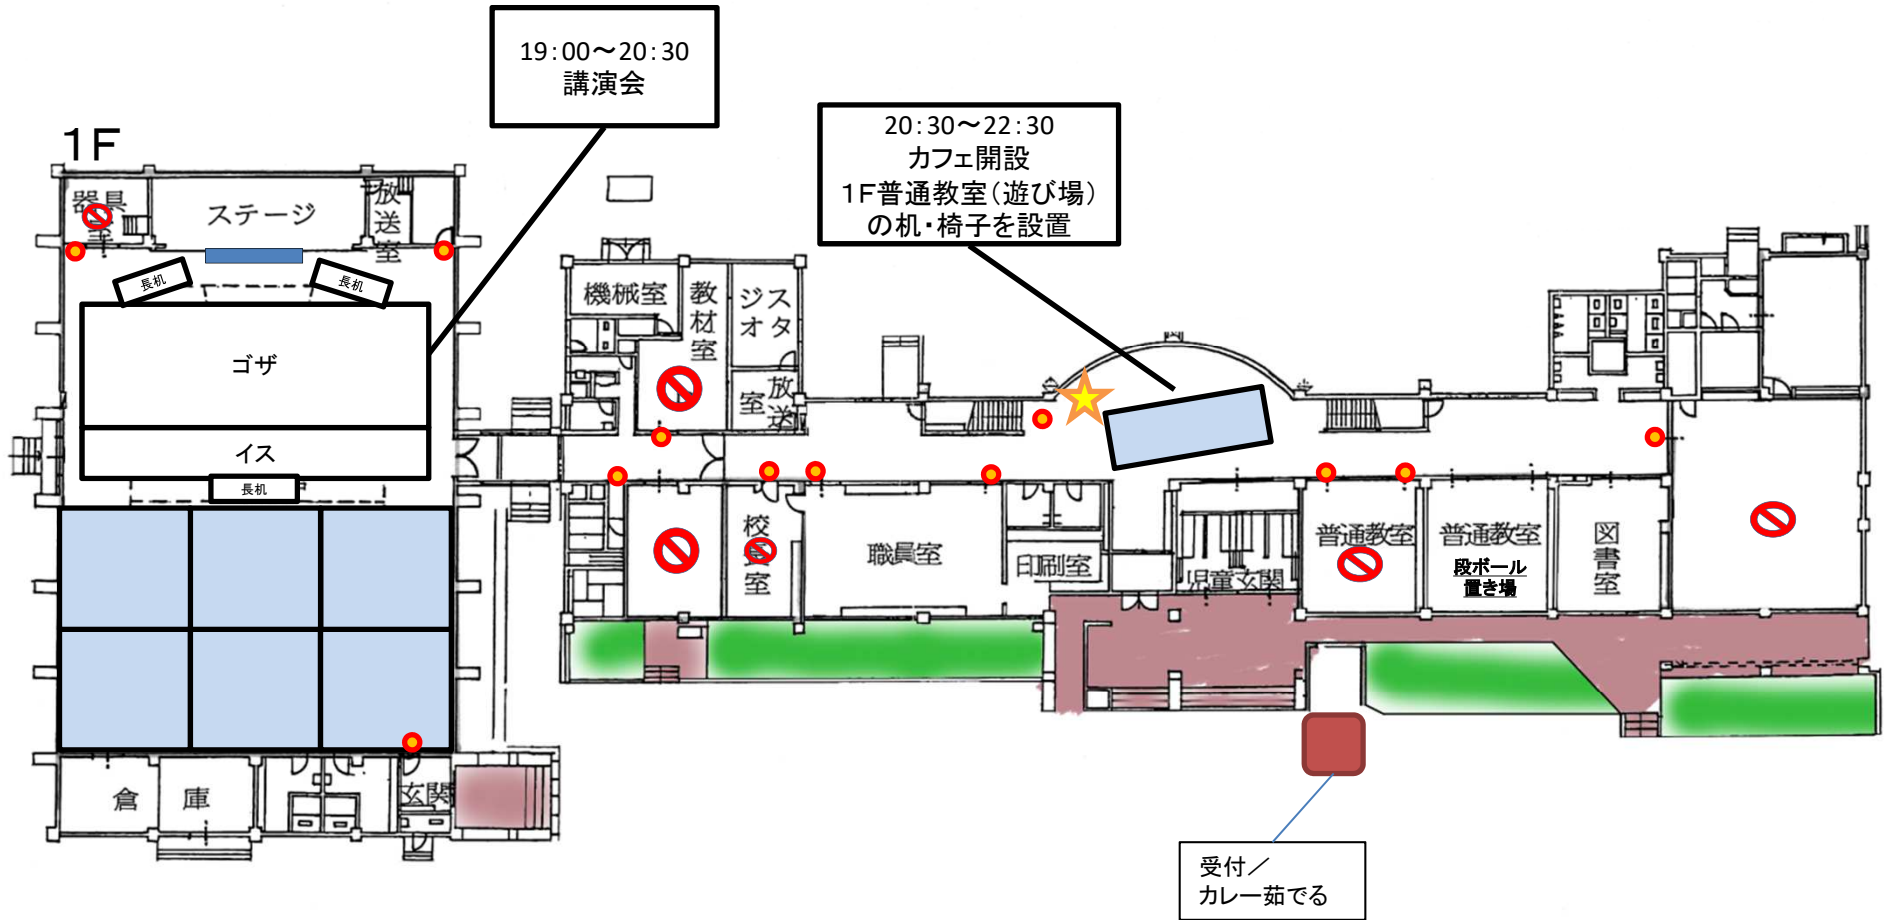 19:00～20:30
講演会
20:30～22:30
カフェ開設
1F普通教室（遊び場）
の机・椅子を設置
1F
器具室
ステージ
放送室
長机
長机
ゴザ
イス
長机
倉庫
玄関
機械室
教材室
スタジオ
放送室
校長室
職員室
印刷室
児童玄関
普通教室
普通教室
段ボール
置き場
図書室
受付／
カレー茹でる